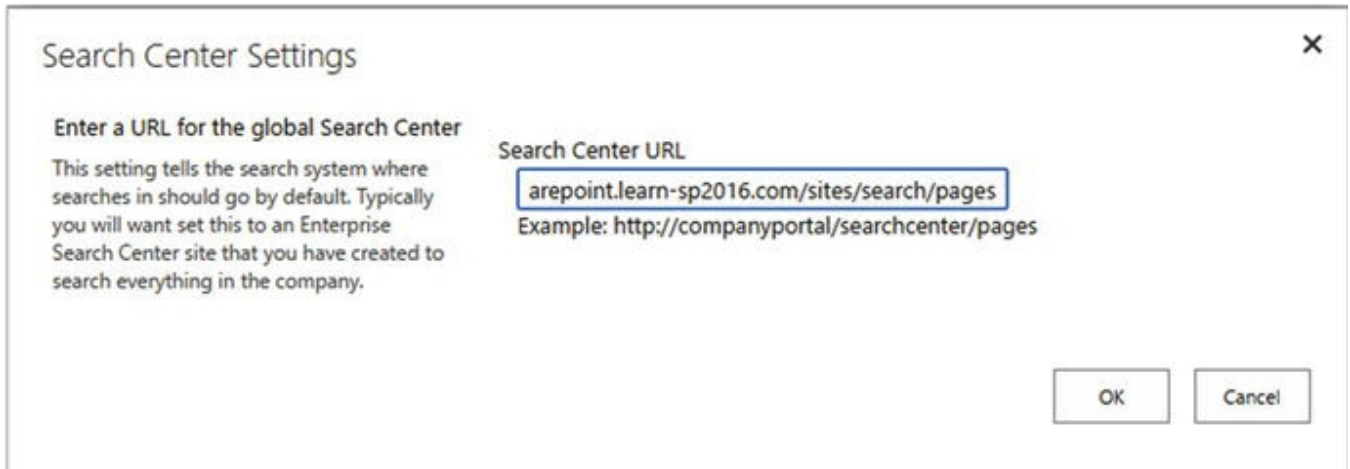 Search Center Settings
Enter a URL for the global Search Center
This setting tells the search system where
searches in should go by default. Typically
you will want set this to an Enterprise
Search Center site that you have created to
search everything in the company.
Search Center URL
arepoint.learn-sp2016.com/sites/search/pages
Example: http://companyportal/searchcenter/pages
OK
Cancel